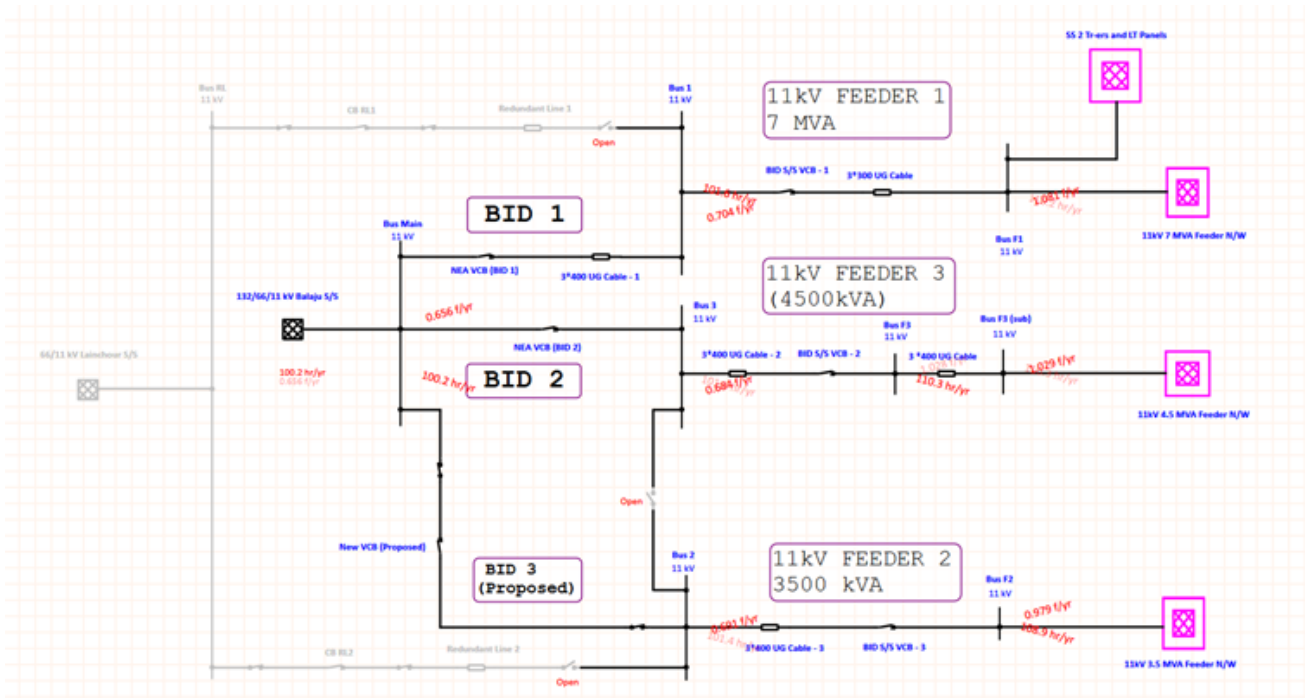 SS 2 Tr-ers and LT Panels
Bus RL
11 kV
CB RL1
Redundant Line 1
Open
Bus 1
11 kV
11kV FEEDER 1
7 MVA
BID S/S VCB - 1
3*300 UG Cable
0.704 f/yr
1.081 f/yr
Bus F1
11 kV
11kV 7 MVA Feeder N/W
BID 1
Bus Main
11 kV
NEA VCB (BID 1)
3*400 UG Cable - 1
11kV FEEDER 3
(4500kVA)
132/66/11 kV Balaju S/S
0.656 f/yr
NEA VCB (BID 2)
Bus 3
11 kV
Bus F3
11 kV
Bus F3 (sub)
11 kV
66/11 kV Lainchour S/S
100.2 hr/yr
0.656 f/yr
100.2 hr/yr
BID 2
3*400 UG Cable - 2
BID S/S VCB - 2
3 *400 UG Cable
0.684 f/yr
110.3 hr/yr
1.029 f/yr
11kV 4.5 MVA Feeder N/W
Open
New VCB (Proposed)
BID 3
(Proposed)
Bus 2
11 kV
11kV FEEDER 2
3500 kVA
Bus F2
11 kV
0.691 f/yr
101.4 hr/yr
3*400 UG Cable - 3
BID S/S VCB - 3
0.979 f/yr
108.9 hr/yr
11kV 3.5 MVA Feeder N/W
CB RL2
Redundant Line 2
Open